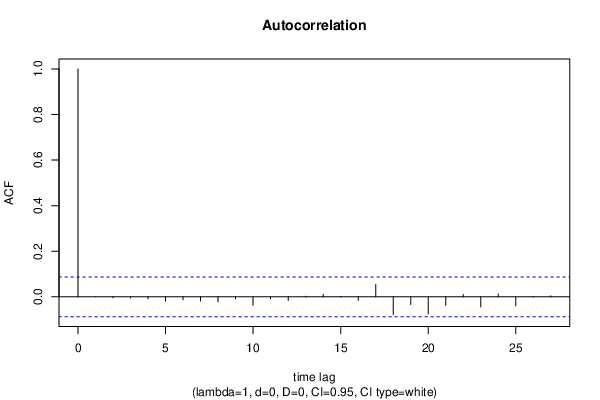 Autocorrelation
1.0
0.8
0.6
0.4
0.2
0.0
ACF
0 5 10 15 20 25
time lag
(lambda=1, d=0, D=0, CI=0.95, CI type=white)